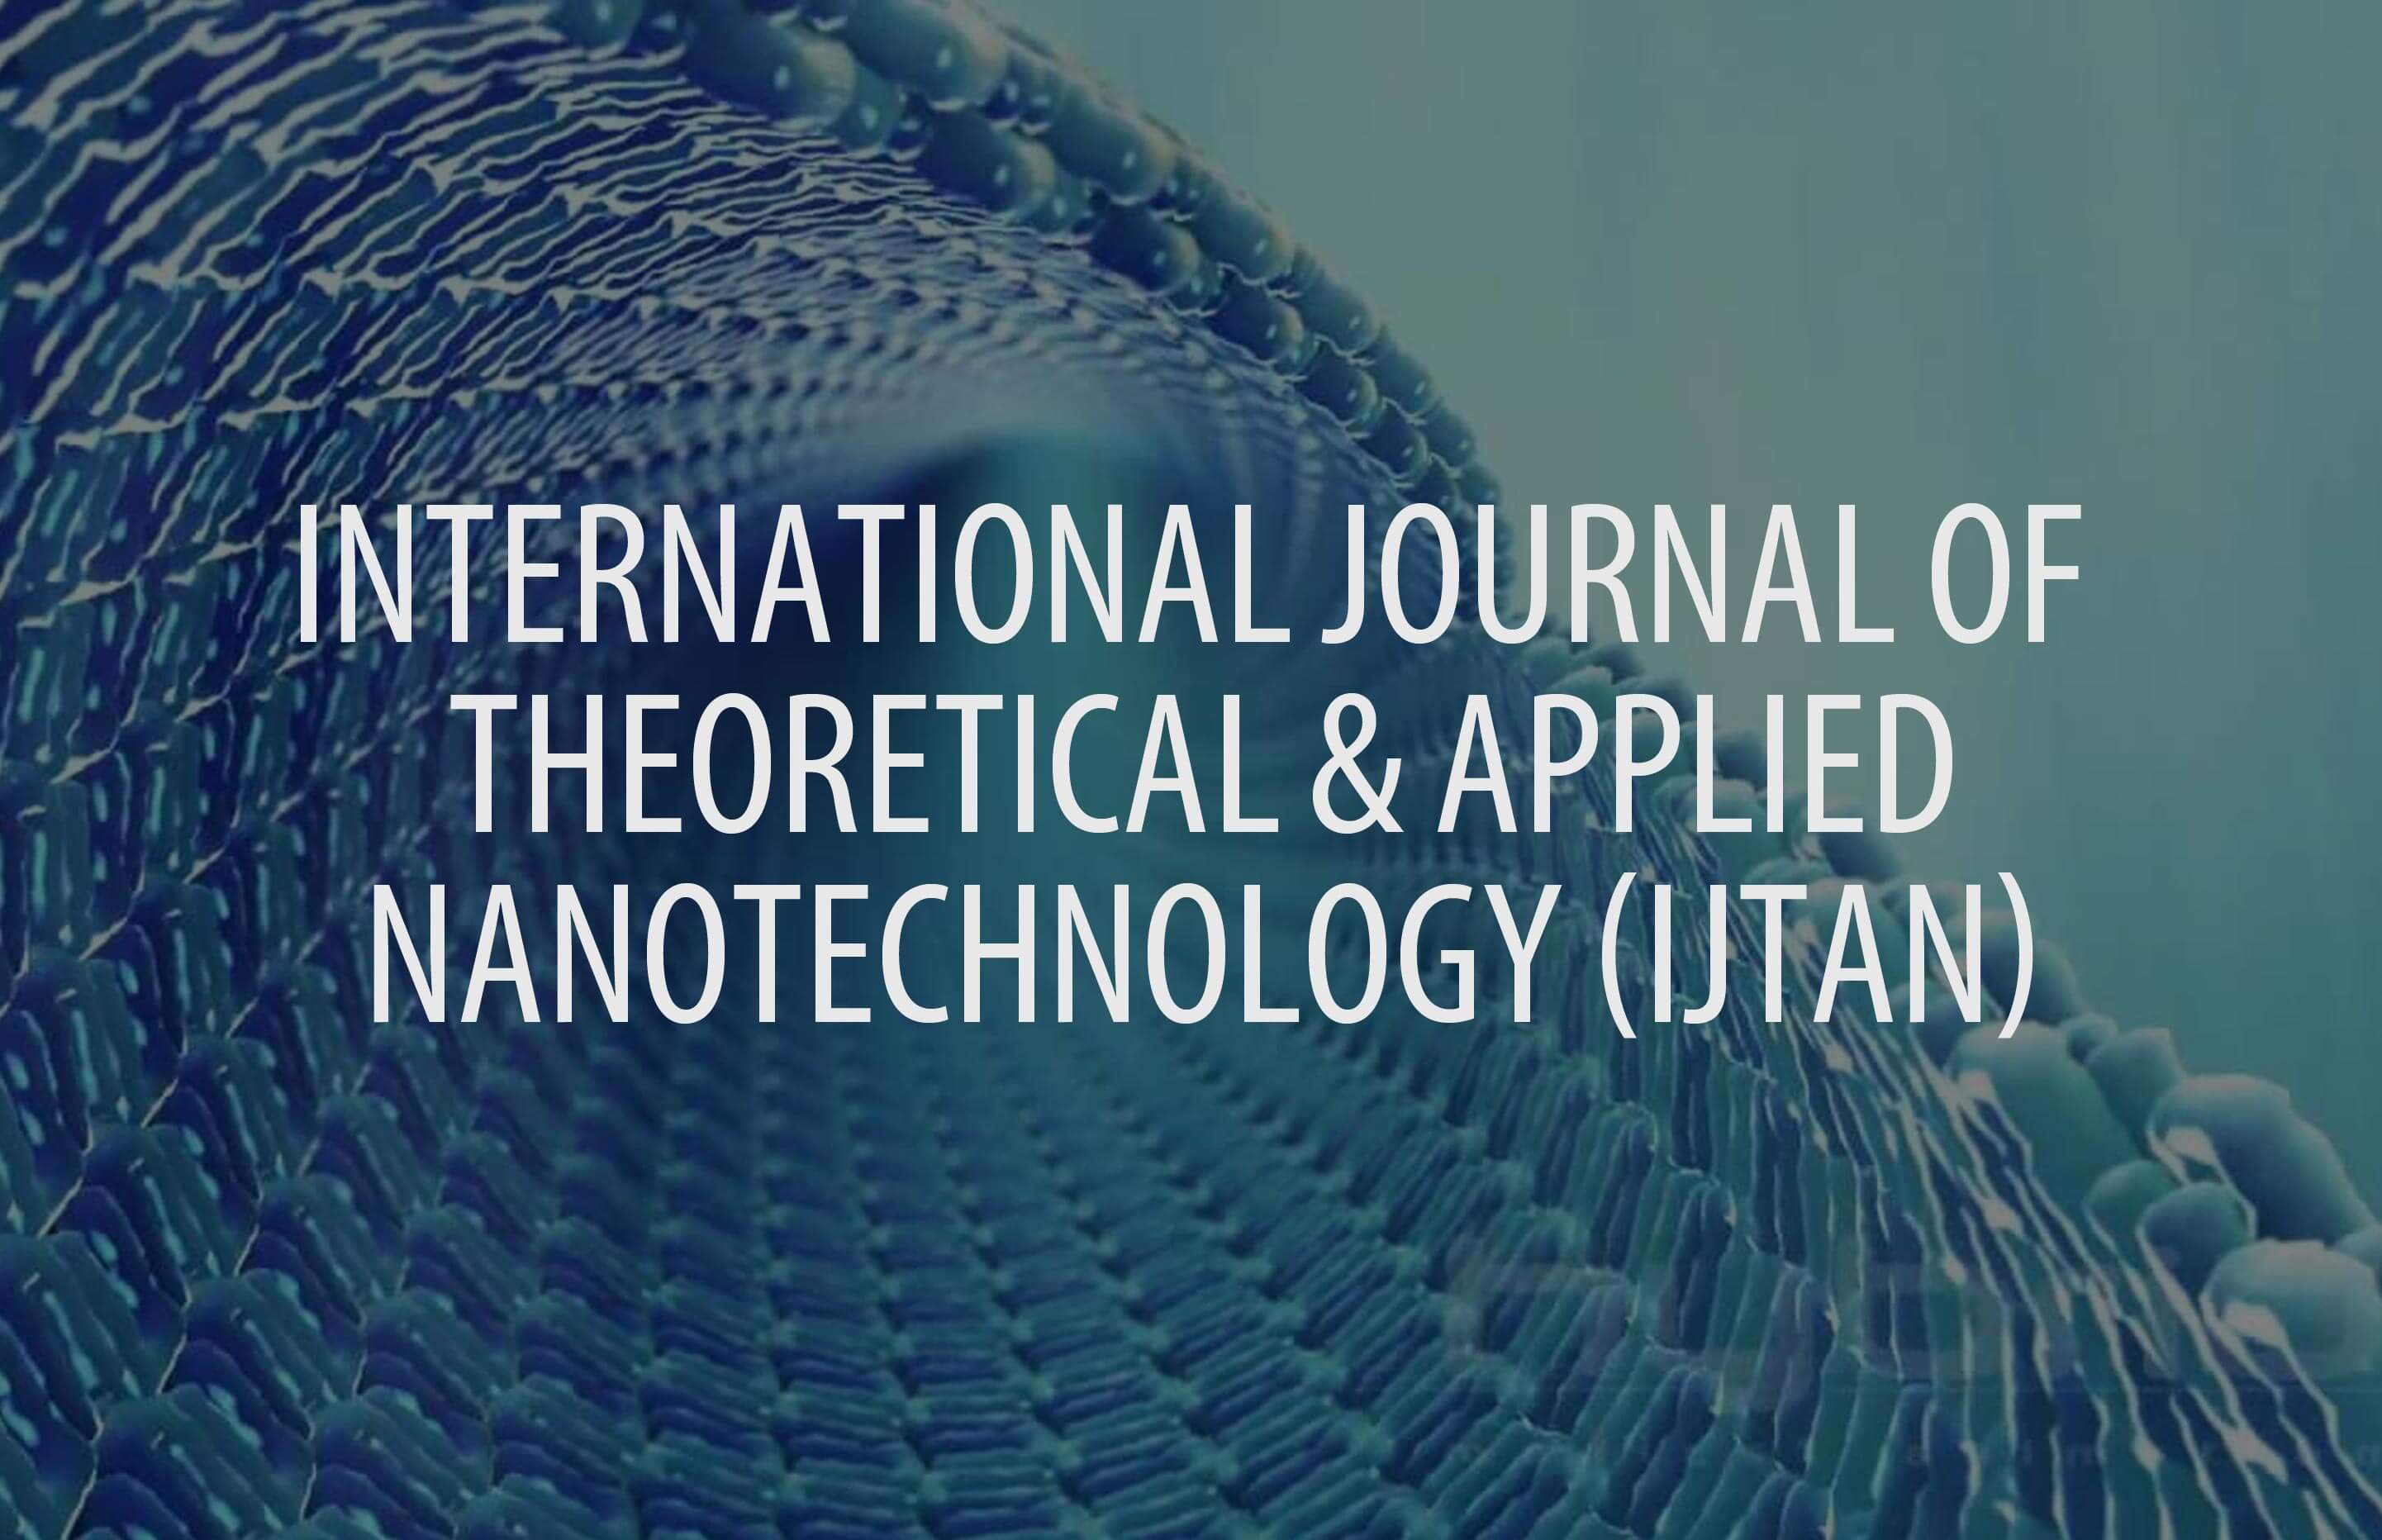 INTERNATIONAL JOURNAL OF
THEORETICAL & APPLIED
NANOTECHNOLOGY (IJTAN)